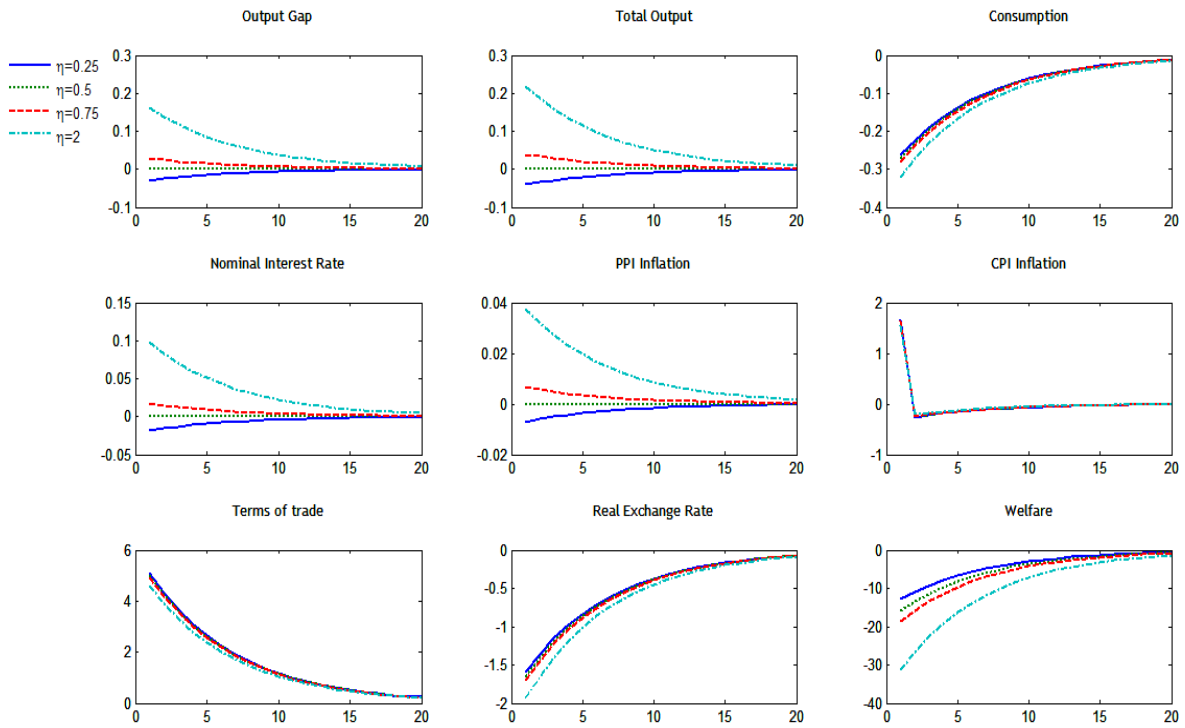 Output Gap
Total Output
Consumption
η=0.25
η=0.5
η=0.75
η=2
0.3
0.2
0.1
0
-0.1
0 5 10 15 20
0.3
0.2
0.1
0
-0.1
0 5 10 15 20
0
-0.1
-0.2
-0.3
-0.4
0 5 10 15 20
Nominal Interest Rate
PPI Inflation
CPI Inflation
0.15
0.1
0.05
0
-0.05
0 5 10 15 20
0.04
0.02
0
-0.02
0 5 10 15 20
2
1
0
-1
0 5 10 15 20
Terms of trade
Real Exchange Rate
Welfare
6
4
2
0
0 5 10 15 20
0
-0.5
-1
-1.5
-2
0 5 10 15 20
0
-10
-20
-30
-40
0 5 10 15 20